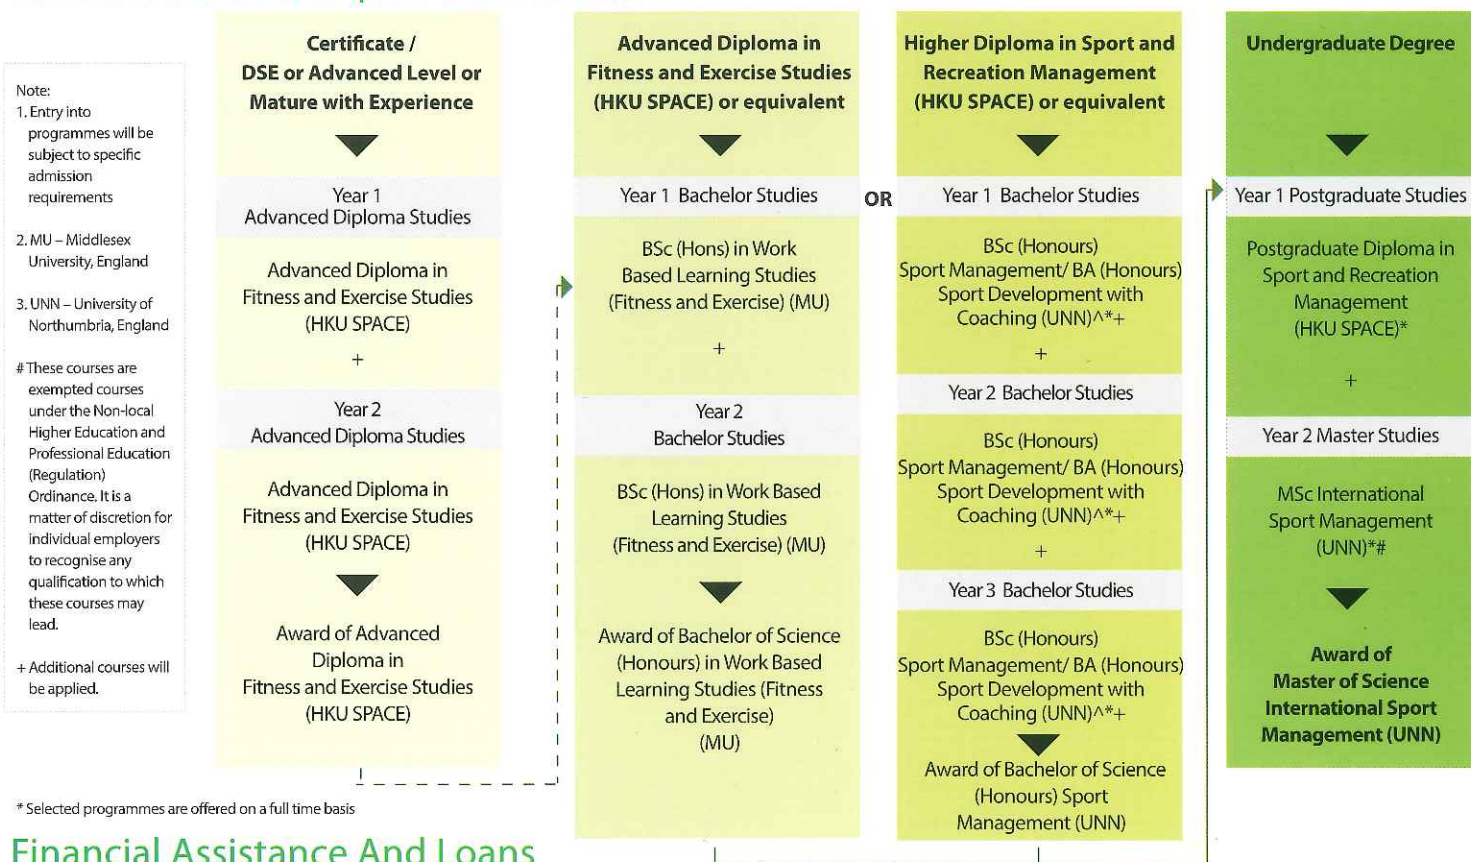 Note:
1. Entry into
programmes will be
subject to specific
admission
requirements
2. MU – Middlesex
University, England
3. UNN – University of
Northumbria, England
# These courses are
exempted courses
under the Non-local
Higher Education and
Professional Education
(Regulation)
Ordinance. It is a
matter of discretion for
individual employers
to recognise any
qualification to which
these courses may
lead.
+ Additional courses will
be applied.
Certificate /
DSE or Advanced Level or
Mature with Experience
Year 1
Advanced Diploma Studies
Advanced Diploma in
Fitness and Exercise Studies
(HKU SPACE)
+
Year 2
Advanced Diploma Studies
Advanced Diploma in
Fitness and Exercise Studies
(HKU SPACE)
Award of Advanced
Diploma in
Fitness and Exercise Studies
(HKU SPACE)
Advanced Diploma in
Fitness and Exercise Studies
(HKU SPACE) or equivalent
Year 1 Bachelor Studies
BSc (Hons) in Work
Based Learning Studies
(Fitness and Exercise) (MU)
+
Year 2
Bachelor Studies
BSc (Hons) in Work Based
Learning Studies
(Fitness and Exercise) (MU)
Award of Bachelor of Science
(Honours) in Work Based
Learning Studies (Fitness
and Exercise)
(MU)
OR
Higher Diploma in Sport and
Recreation Management
(HKU SPACE) or equivalent
Year 1 Bachelor Studies
BSc (Honours)
Sport Management/ BA (Honours)
Sport Development with
Coaching (UNN)^*+
+
Year 2 Bachelor Studies
BSc (Honours)
Sport Management/ BA (Honours)
Sport Development with
Coaching (UNN)^*+
+
Year 3 Bachelor Studies
BSc (Honours)
Sport Management/ BA (Honours)
Sport Development with
Coaching (UNN)^*+
Award of Bachelor of Science
(Honours) Sport
Management (UNN)
Undergraduate Degree
Year 1 Postgraduate Studies
Postgraduate Diploma in
Sport and Recreation
Management
(HKU SPACE)*
+
Year 2 Master Studies
MSc International
Sport Management
(UNN)*#
Award of
Master of Science
International Sport
Management (UNN)
* Selected programmes are offered on a full time basis
Financial Assistance And Loans